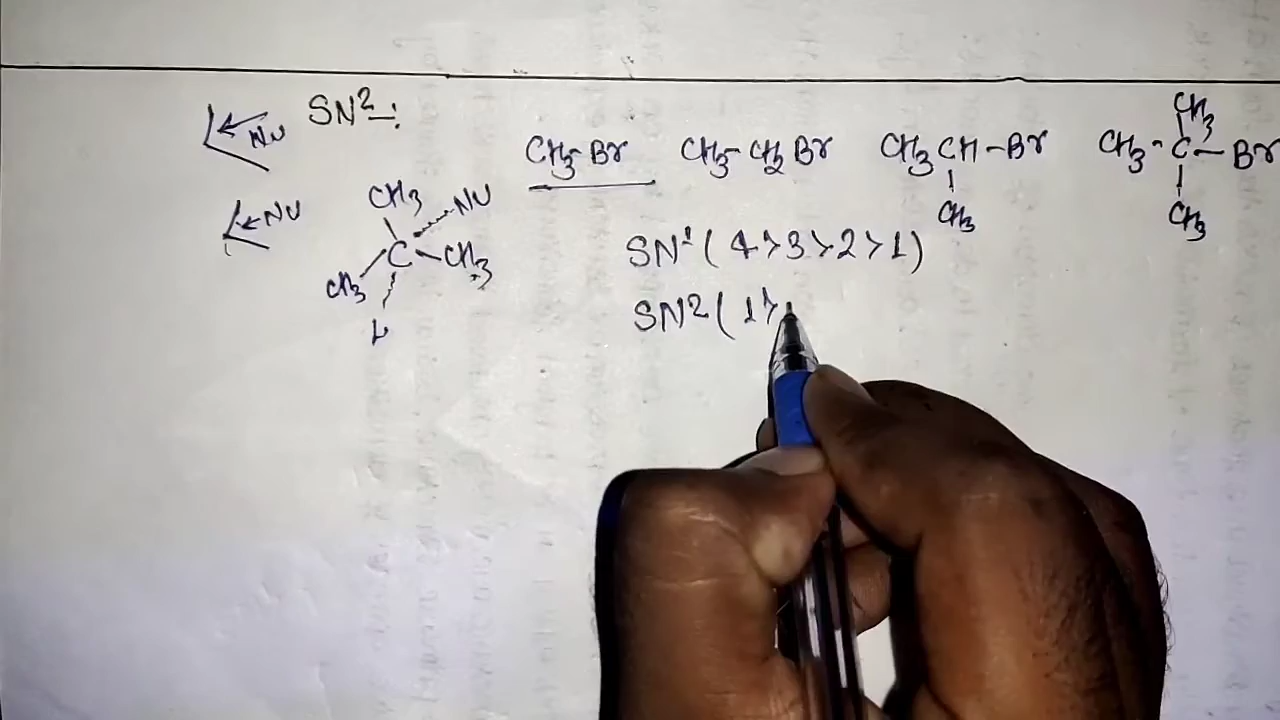 SN2 :
Nu
CH3-Br CH3-CH2Br CH3CH-Br CH3-C-Br
CH3
CH3
CH3
Nu
CH3 Nu
C CH3
CH3
L
SN1 (4>3>2>1)
SN2 (1>